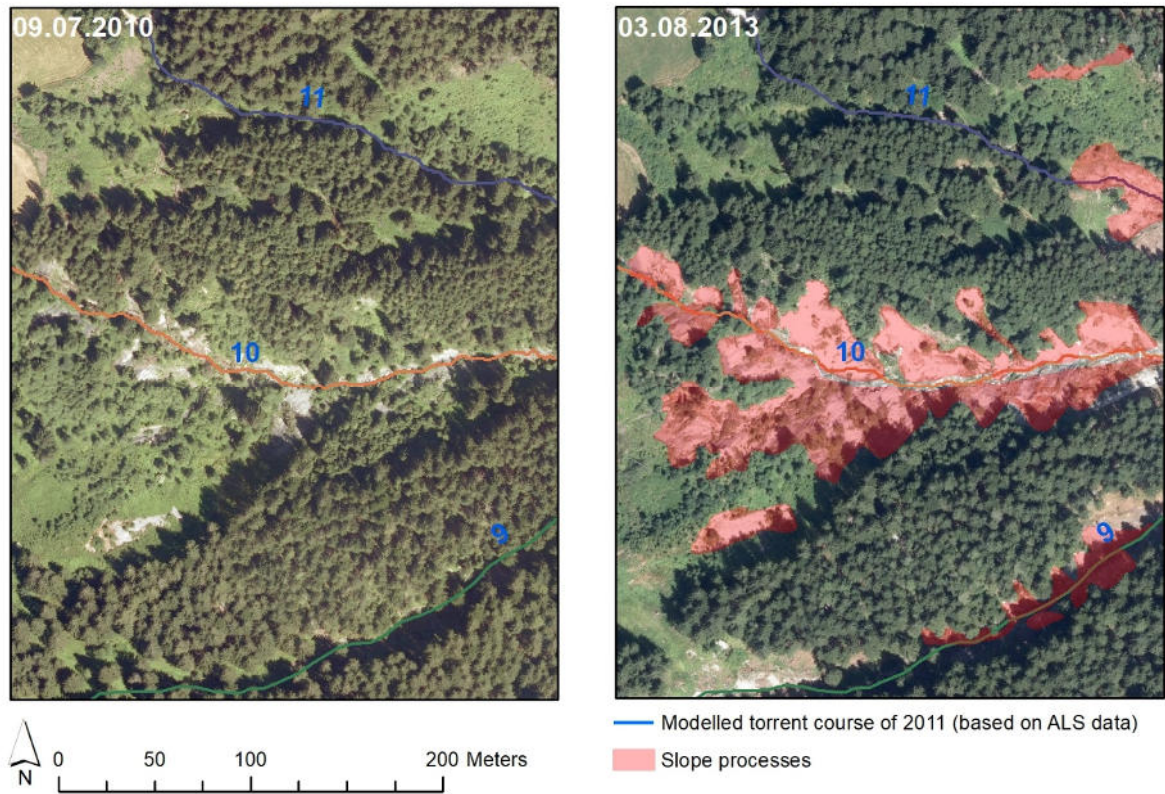 09.07.2010
11
10
9
03.08.2013
11
10
9
N
0 50 100 200 Meters
Modelled torrent course of 2011 (based on ALS data)
Slope processes